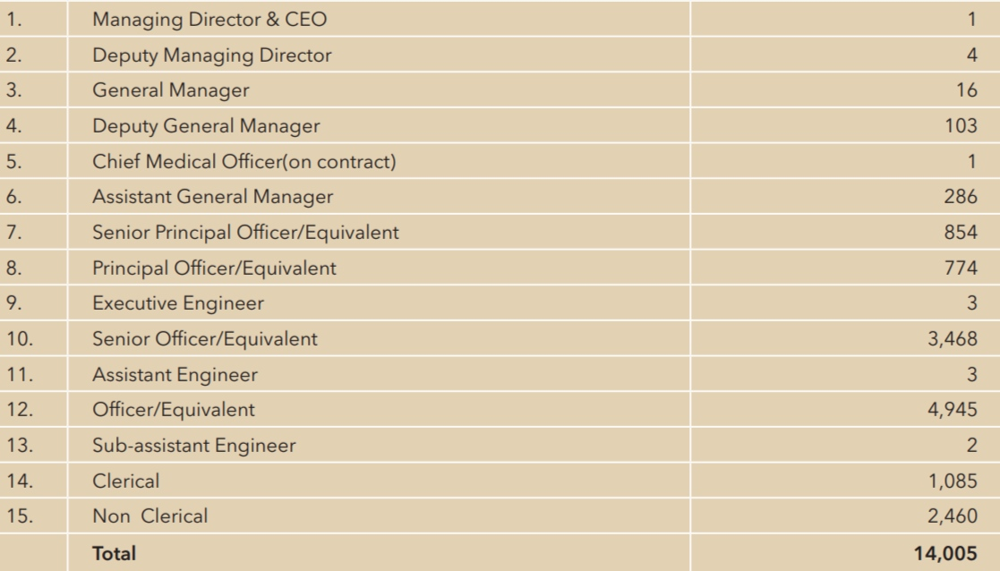 1. Managing Director & CEO 1
2. Deputy Managing Director 4
3. General Manager 16
4. Deputy General Manager 103
5. Chief Medical Officer(on contract) 1
6. Assistant General Manager 286
7. Senior Principal Officer/Equivalent 854
8. Principal Officer/Equivalent 774
9. Executive Engineer 3
10. Senior Officer/Equivalent 3,468
11. Assistant Engineer 3
12. Officer/Equivalent 4,945
13. Sub-assistant Engineer 2
14. Clerical 1,085
15. Non Clerical 2,460
Total 14,005